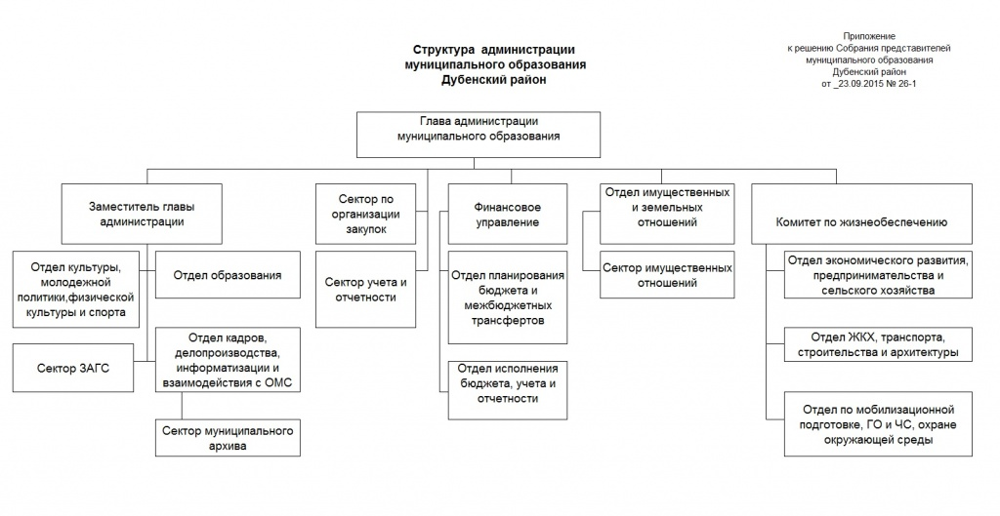 Структура администрации
муниципального образования
Дубенский район
Приложение
к решению Собрания представителей
муниципального образования
Дубенский район
от _23.09.2015 № 26-1
Глава администрации
муниципального образования
Заместитель главы
администрации
Сектор по
организации
закупок
Финансовое
управление
Отдел имущественных
и земельных
отношений
Комитет по жизнеобеспечению
Отдел культуры,
молодежной
политики,физической
культуры и спорта
Отдел образования
Сектор учета и
отчетности
Отдел планирования
бюджета и
межбюджетных
трансфертов
Сектор имущественных
отношений
Отдел экономического развития,
предпринимательства и
сельского хозяйства
Сектор ЗАГС
Отдел кадров,
делопроизводства,
информатизации и
взаимодействия с ОМС
Отдел исполнения
бюджета, учета и
отчетности
Отдел ЖКХ, транспорта,
строительства и архитектуры
Сектор муниципального
архива
Отдел по мобилизационной
подготовке, ГО и ЧС, охране
окружающей среды